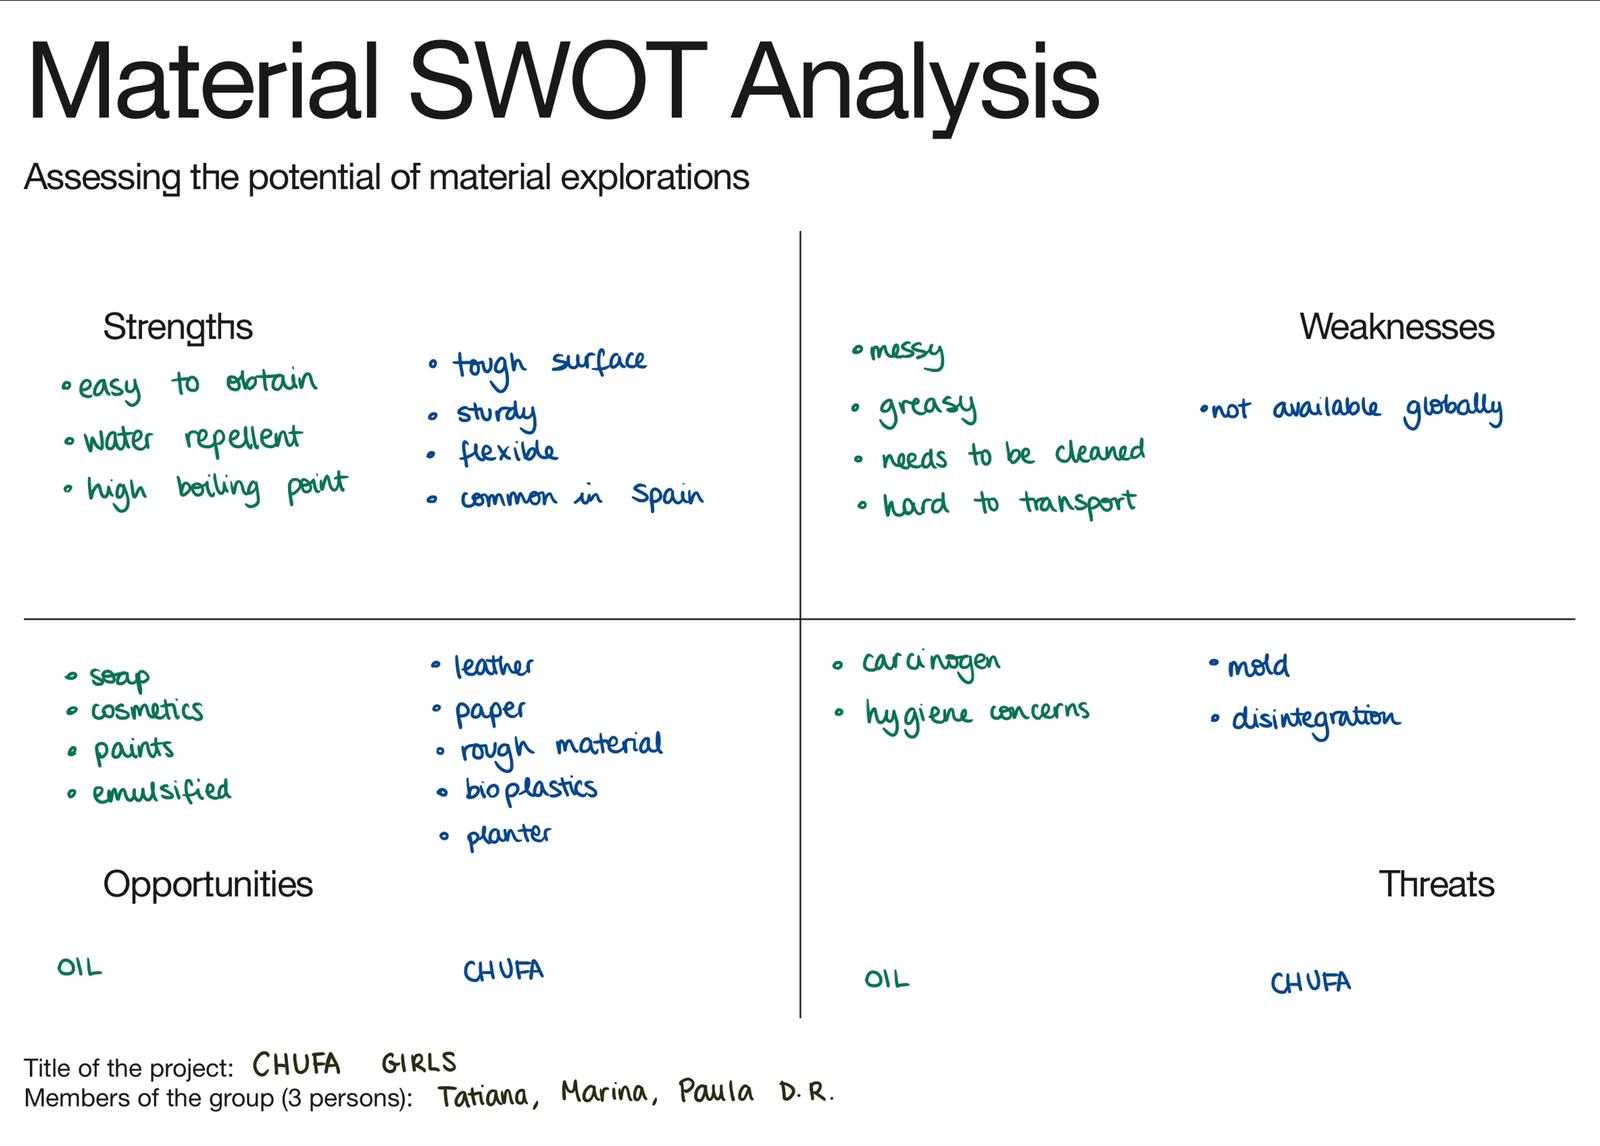 Material SWOT Analysis
Assessing the potential of material explorations
Strengths
• easy to obtain
• water repellent
• high boiling point
• tough surface
• sturdy
• flexible
• common in Spain
Weaknesses
• messy
• greasy
• needs to be cleaned
• hard to transport
• not available globally
• soap
• cosmetics
• paints
• emulsified
• leather
• paper
• rough material
• bioplastics
• planter
Opportunities
OIL
CHUFA
• carcinogen
• hygiene concerns
• mold
• disintegration
Threats
OIL
CHUFA
Title of the project: CHUFA GIRLS
Members of the group (3 persons): Tatiana, Marina, Paula D.R.